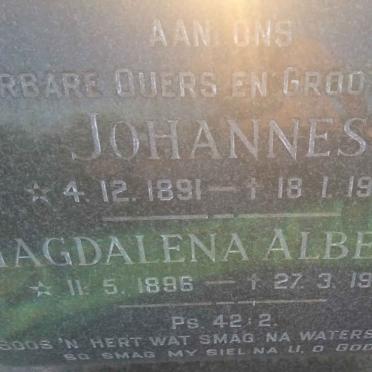 AAN ONS
RBARE OUERS EN GROO
JOHANNES
☆ 4.12.1891 — † 18.1.19
MAGDALENA ALBE
☆ 11.5.1896 — † 27.3.19
PS. 42:2.
SOOS 'N HERT WAT SMAG NA WATERS
SO SMAG MY SIEL NA U, O GOD